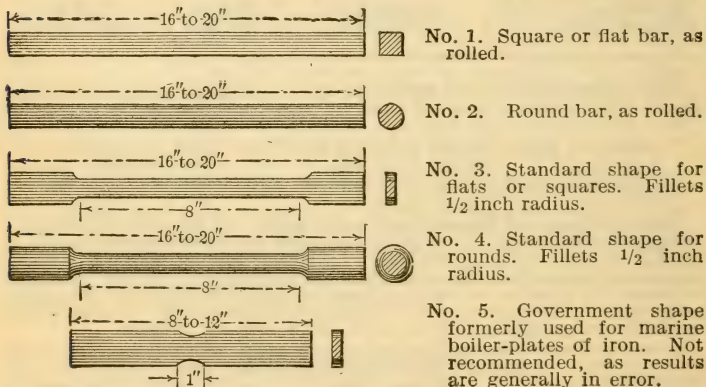 16"to 20"
No. 1. Square or flat bar, as
rolled.
16"to-20"
No. 2. Round bar, as rolled.
16"to 20"
8"
No. 3. Standard shape for
flats or squares. Fillets
1/2 inch radius.
16"to-20"
8"
No. 4. Standard shape for
rounds. Fillets 1/2 inch
radius.
8"to-12"
1"
No. 5. Government shape
formerly used for marine
boiler-plates of iron. Not
recommended, as results
are generally in error.